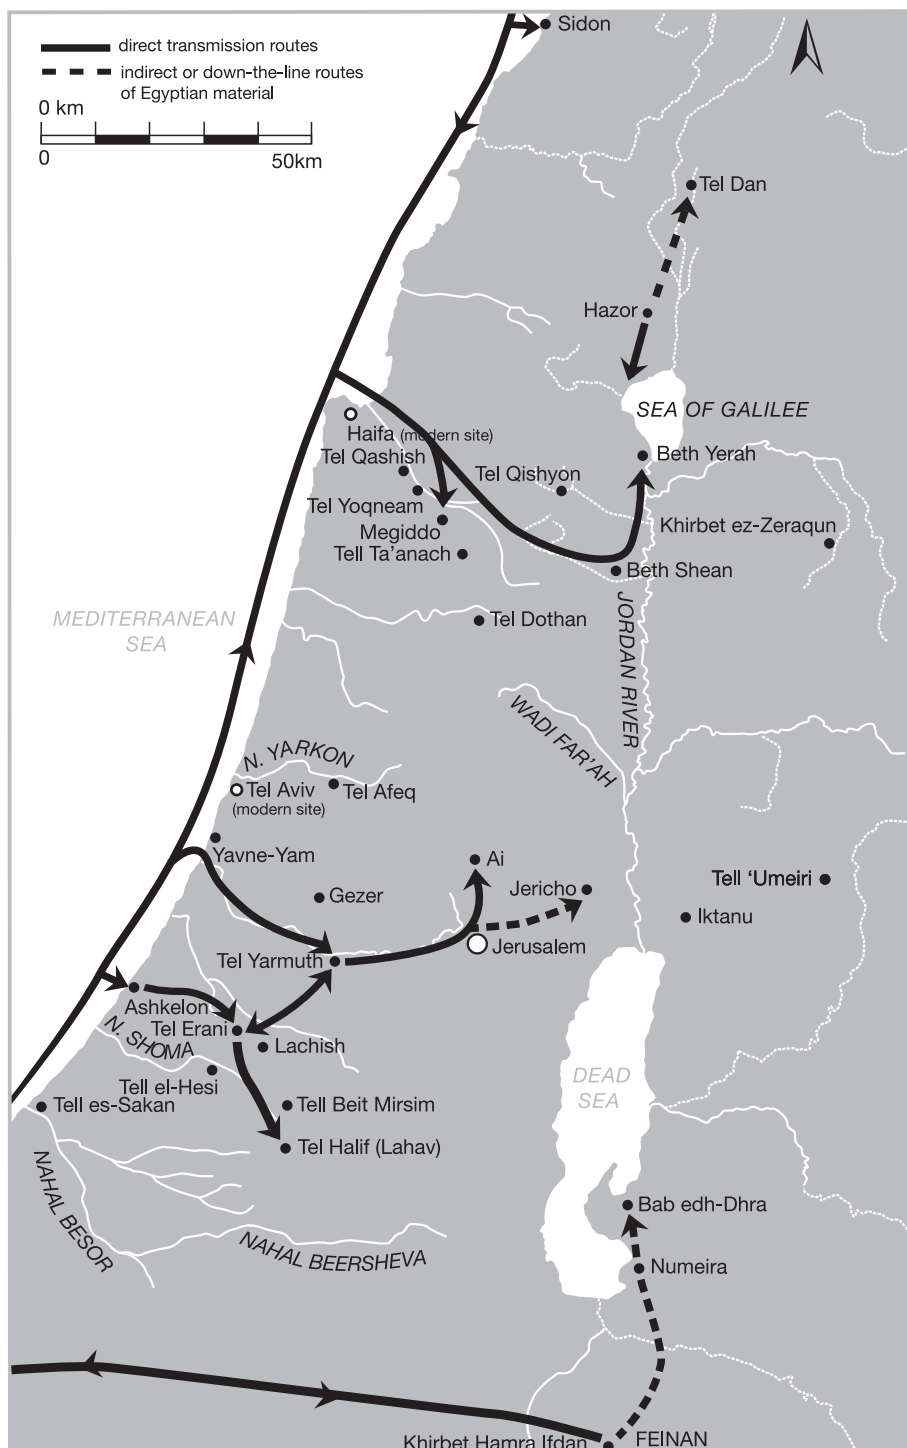 direct transmission routes
indirect or down-the-line routes
of Egyptian material
0 km
0 50km
Sidon
Tel Dan
Hazor
SEA OF GALILEE
Haifa (modern site)
Tel Qashish
Beth Yerah
Tel Qishyon
Tel Yoqneam
Megiddo
Khirbet ez-Zeraqun
Tell Ta'anach
Beth Shean
MEDITERRANEAN
SEA
Tel Dothan
JORDAN RIVER
WADI FAR'AH
N. YARKON
Tel Aviv
(modern site)
Tel Afeq
Yavne-Yam
Ai
Gezer
Jericho
Tell ‘Umeiri
Iktanu
Jerusalem
Tel Yarmuth
Ashkelon
Tel Erani
N. SHOMA
Lachish
Tell el-Hesi
DEAD
SEA
Tell es-Sakan
Tell Beit Mirsim
Tel Halif (Lahav)
NAHAL BESOR
NAHAL BEERSHEVA
Bab edh-Dhra
Numeira
Khirbet Hamra Ifdan
FEINAN